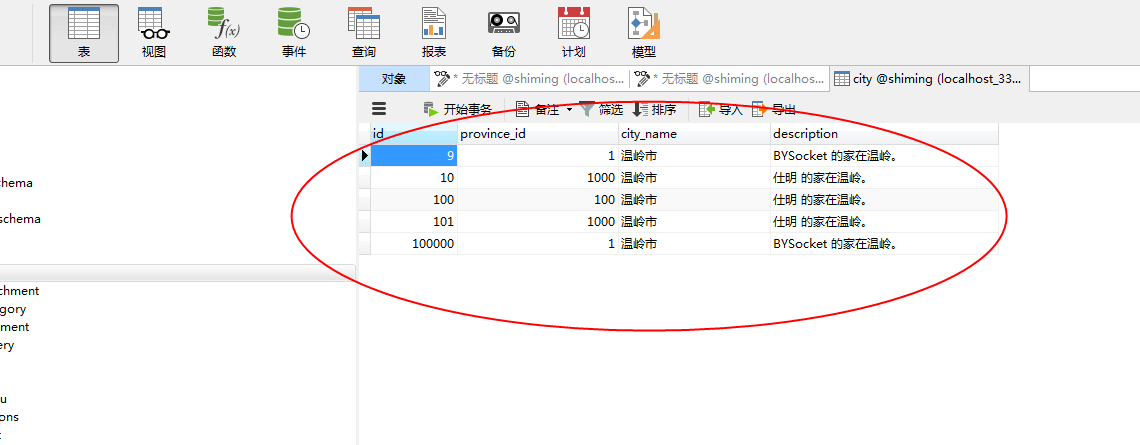 表 视图 函数 事件 查询 报表 备份 计划 模型
对象 * 无标题 @shiming (localhos... * 无标题 @shiming (localhos... city @shiming (localhost_33...
开始事务 备注 筛选 排序 导入 导出
id province_id city_name description
9 1 温岭市 BYSocket 的家在温岭。
10 1000 温岭市 仕明 的家在温岭。
100 100 温岭市 仕明 的家在温岭。
101 1000 温岭市 仕明 的家在温岭。
100000 1 温岭市 BYSocket 的家在温岭。
chema
schema
chment
gory
ment
ery
u
ons